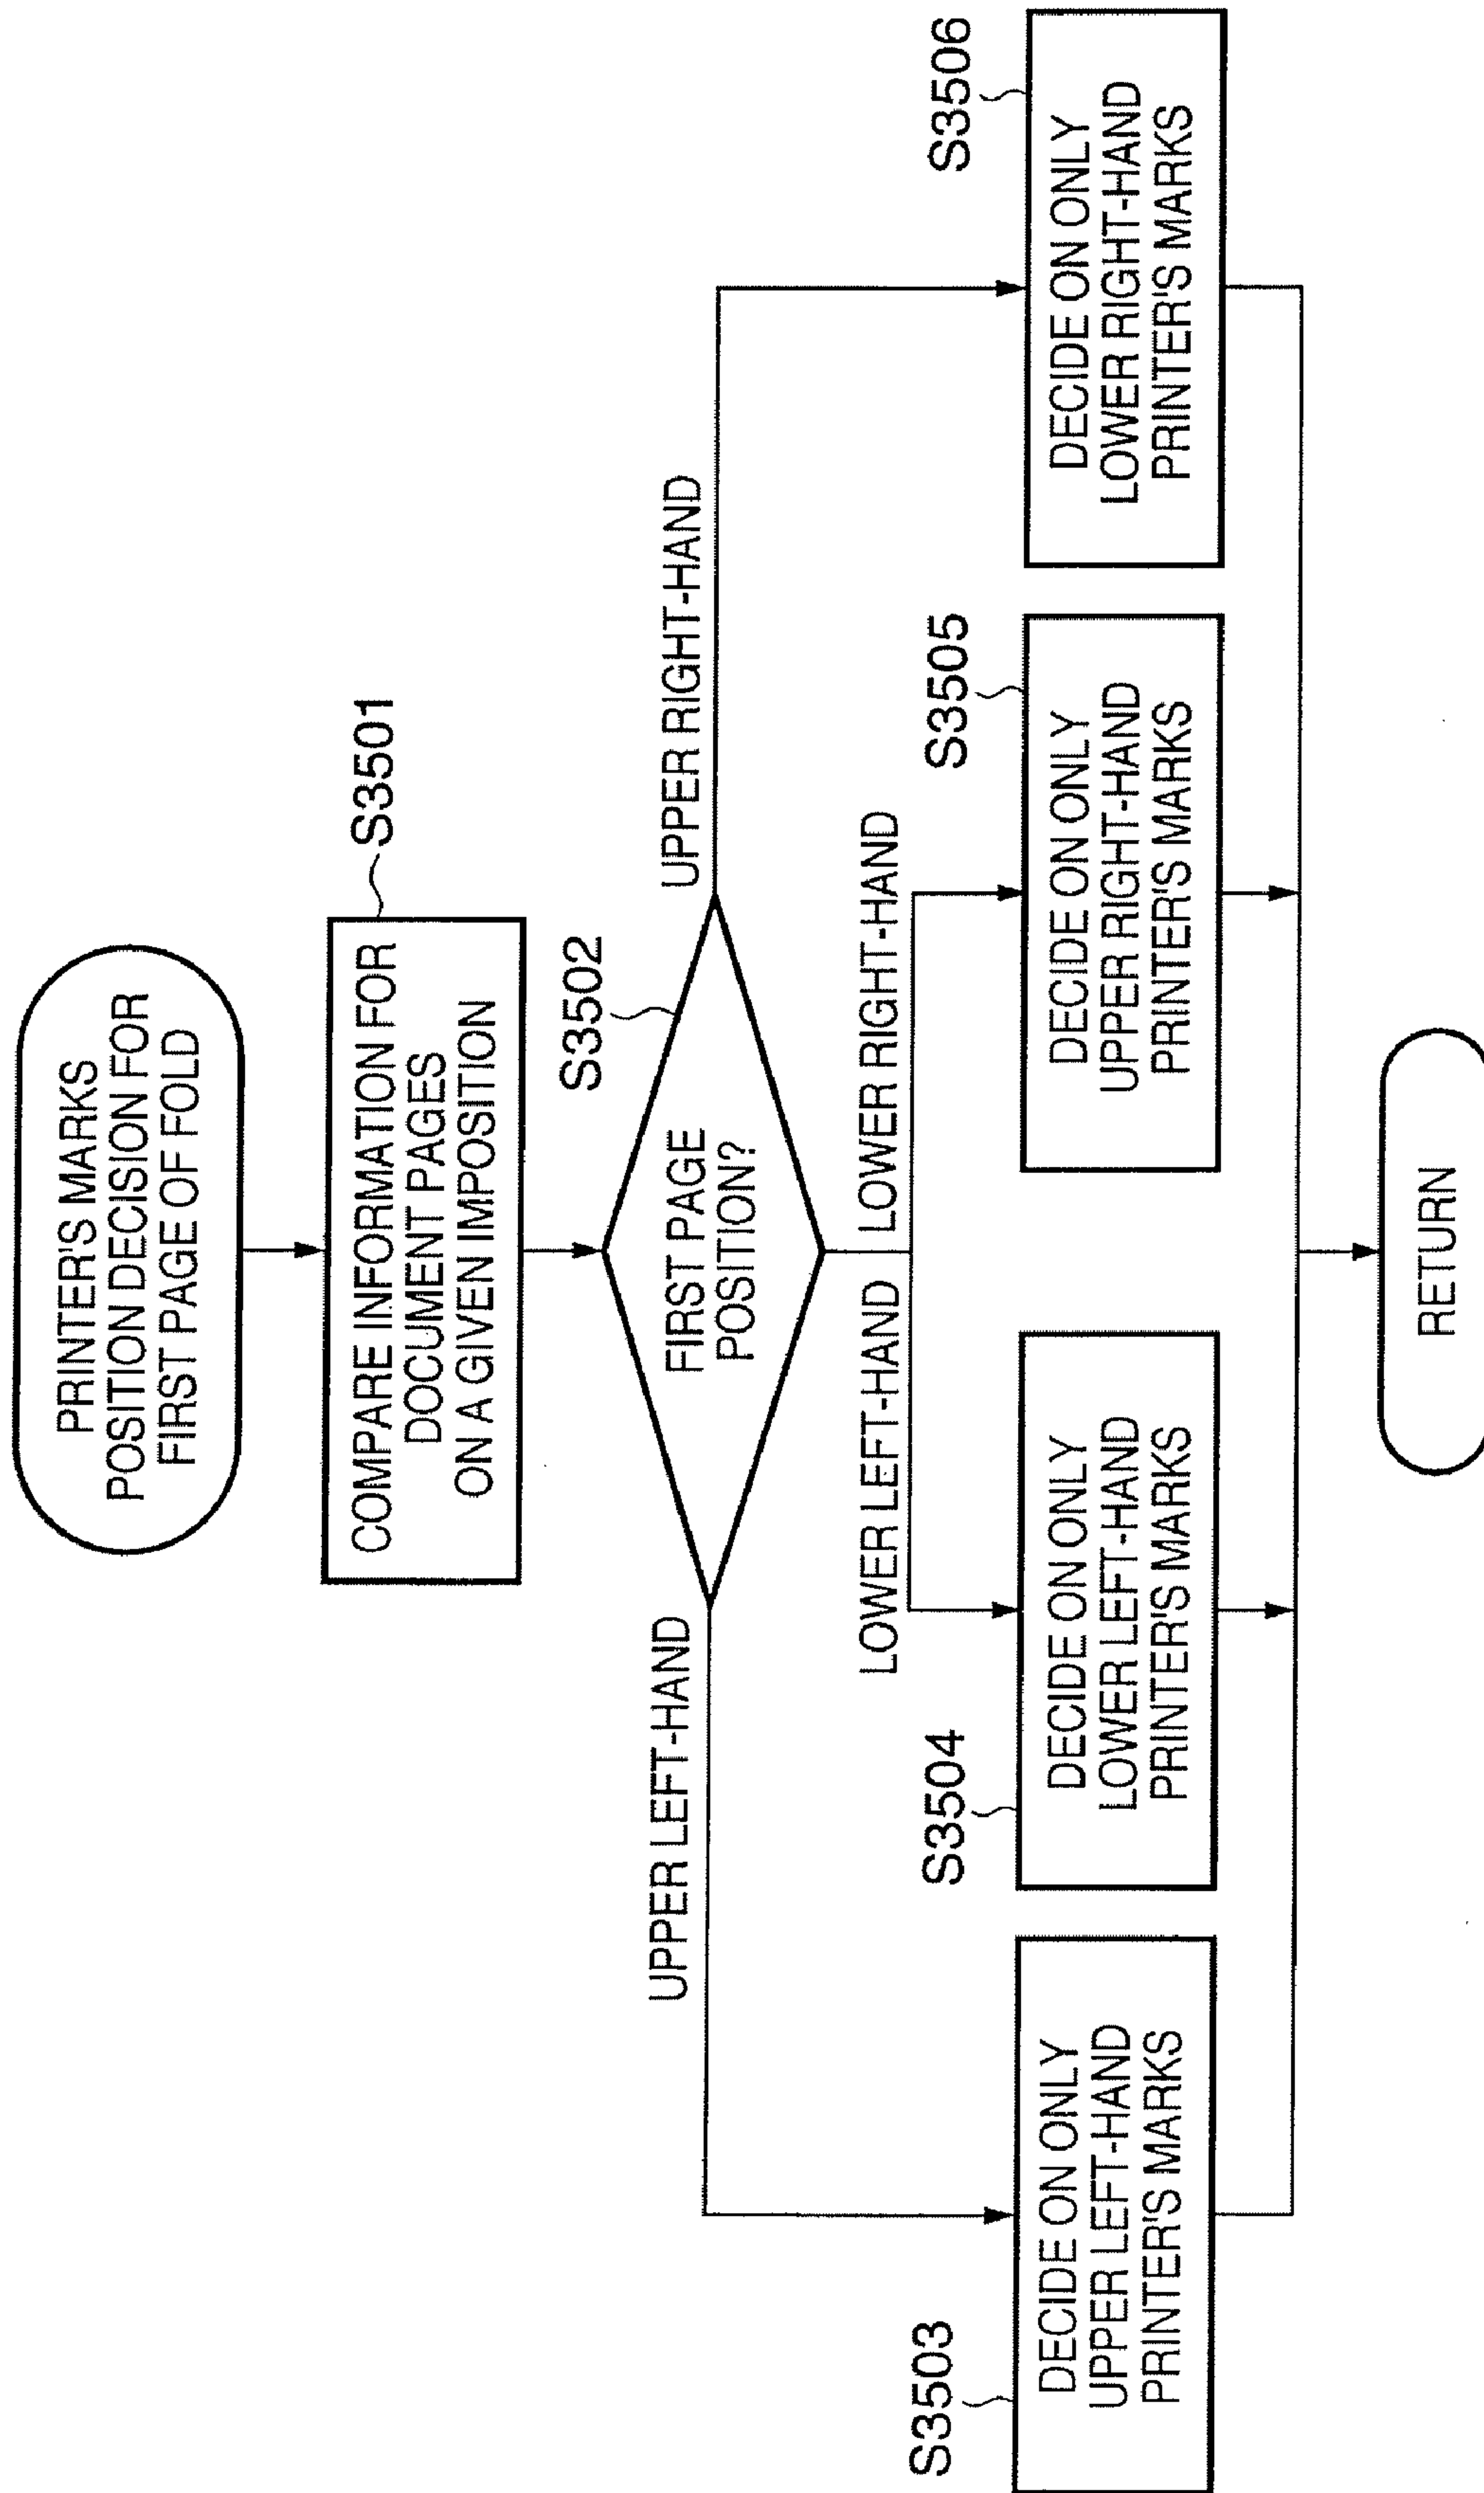 PRINTER'S MARKS
POSITION DECISION FOR
FIRST PAGE OF FOLD
S3501
COMPARE INFORMATION FOR
DOCUMENT PAGES
ON A GIVEN IMPOSITION
S3502
FIRST PAGE
POSITION?
UPPER LEFT-HAND
UPPER RIGHT-HAND
LOWER LEFT-HAND
LOWER RIGHT-HAND
S3503
DECIDE ON ONLY
UPPER LEFT-HAND
PRINTER'S MARKS
S3504
DECIDE ON ONLY
LOWER LEFT-HAND
PRINTER'S MARKS
S3505
DECIDE ON ONLY
UPPER RIGHT-HAND
PRINTER'S MARKS
S3506
DECIDE ON ONLY
LOWER RIGHT-HAND
PRINTER'S MARKS
RETURN